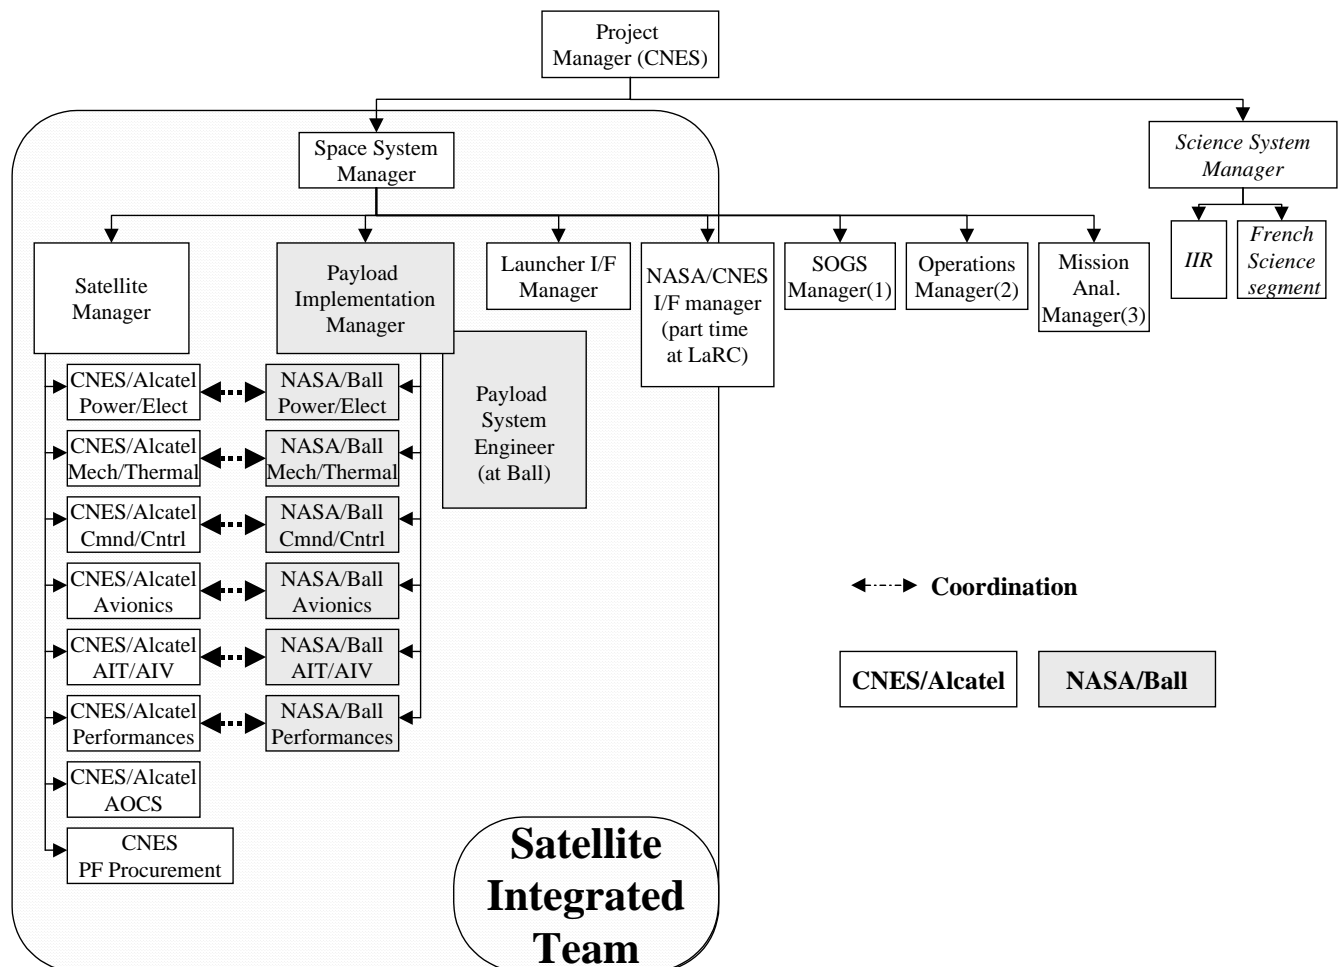 Project
Manager (CNES)
Space System
Manager
Science System
Manager
Satellite
Manager
Payload
Implementation
Manager
Launcher I/F
Manager
NASA/CNES
I/F manager
(part time
at LaRC)
SOGS
Manager(1)
Operations
Manager(2)
Mission
Anal.
Manager(3)
IIR
French
Science
segment
Payload
System
Engineer
(at Ball)
CNES/Alcatel
Power/Elect
NASA/Ball
Power/Elect
CNES/Alcatel
Mech/Thermal
NASA/Ball
Mech/Thermal
CNES/Alcatel
Cmnd/Cntrl
NASA/Ball
Cmnd/Cntrl
CNES/Alcatel
Avionics
NASA/Ball
Avionics
CNES/Alcatel
AIT/AIV
NASA/Ball
AIT/AIV
CNES/Alcatel
Performances
NASA/Ball
Performances
CNES/Alcatel
AOCS
CNES
PF Procurement
Coordination
CNES/Alcatel
NASA/Ball
Satellite
Integrated
Team